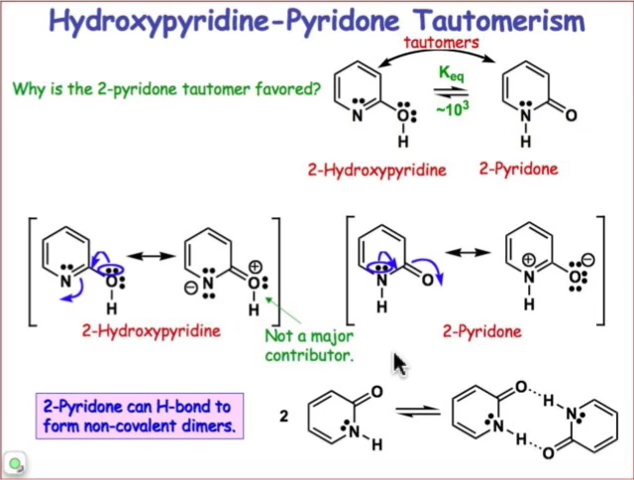 Hydroxypyridine-Pyridone Tautomerism
tautomers
Why is the 2-pyridone tautomer favored?
Keq
~10³
N
O
H
N
H
O
2-Hydroxypyridine
2-Pyridone
N
O
H
⊖
N
⊕
O
H
N
H
O
⊕
N
H
O
⊖
2-Hydroxypyridine
Not a major
contributor.
2-Pyridone
2-Pyridone can H-bond to
form non-covalent dimers.
2
O
N
H
O
N
H
H
N
O